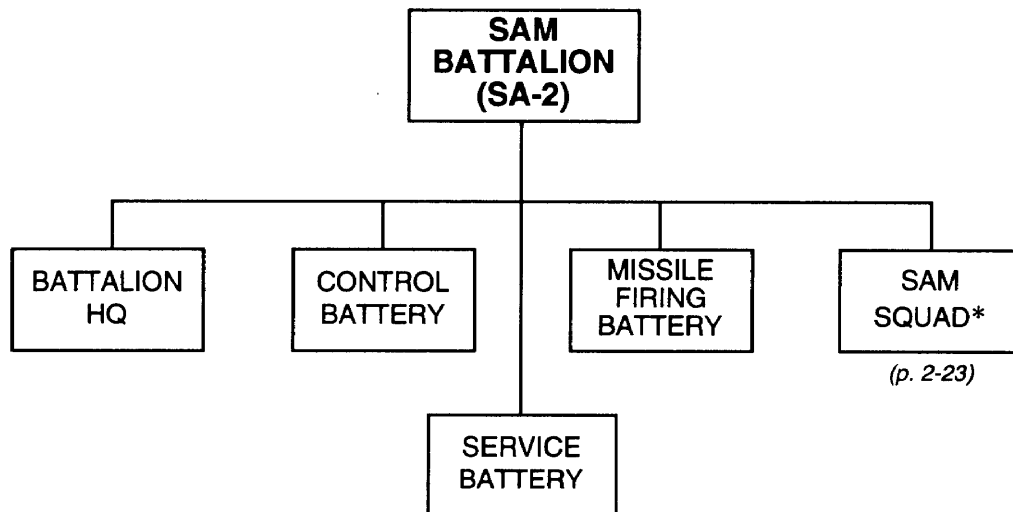 SAM
BATTALION
(SA-2)
BATTALION
HQ
CONTROL
BATTERY
MISSILE
FIRING
BATTERY
SAM
SQUAD*
(p. 2-23)
SERVICE
BATTERY